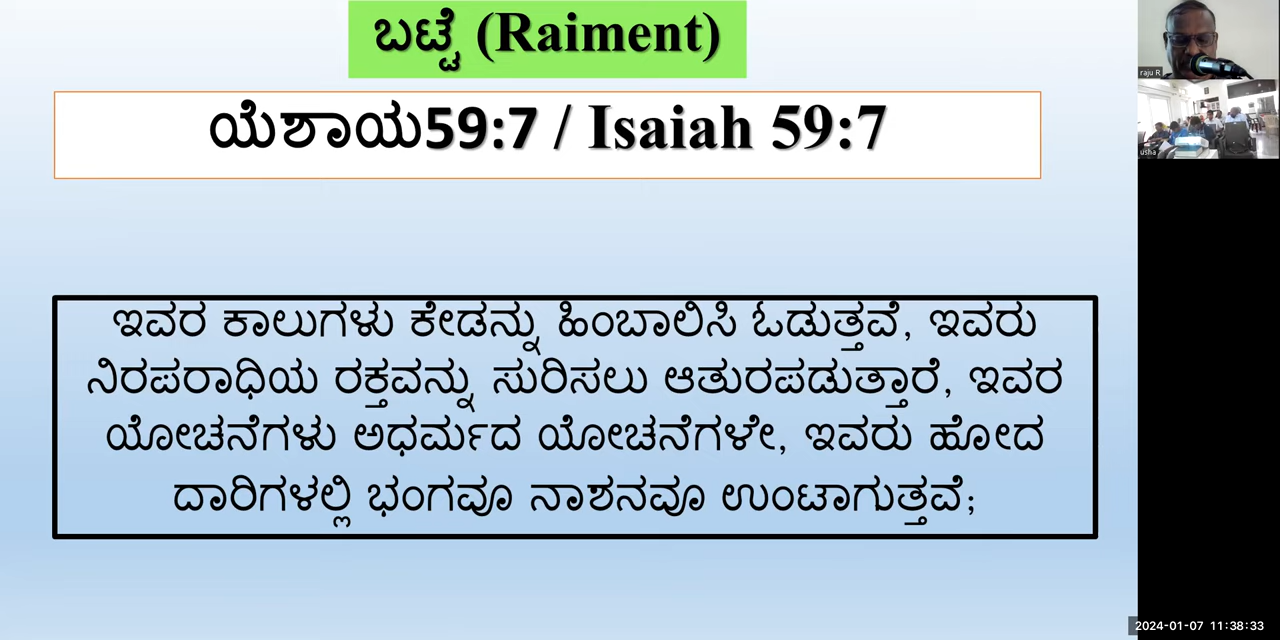 ಬಟ್ಟೆ (Raiment)
ಯೆಶಾಯ59:7 / Isaiah 59:7
ಇವರ ಕಾಲುಗಳು ಕೇಡನ್ನು ಹಿಂಬಾಲಿಸಿ ಓಡುತ್ತವೆ, ಇವರು
ನಿರಪರಾಧಿಯ ರಕ್ತವನ್ನು ಸುರಿಸಲು ಆತುರಪಡುತ್ತಾರೆ, ಇವರ
ಯೋಚನೆಗಳು ಅಧರ್ಮದ ಯೋಚನೆಗಳೇ, ಇವರು ಹೋದ
ದಾರಿಗಳಲ್ಲಿ ಭಂಗವೂ ನಾಶನವೂ ಉಂಟಾಗುತ್ತವೆ;
raju R
usha
2024-01-07 11:38:33